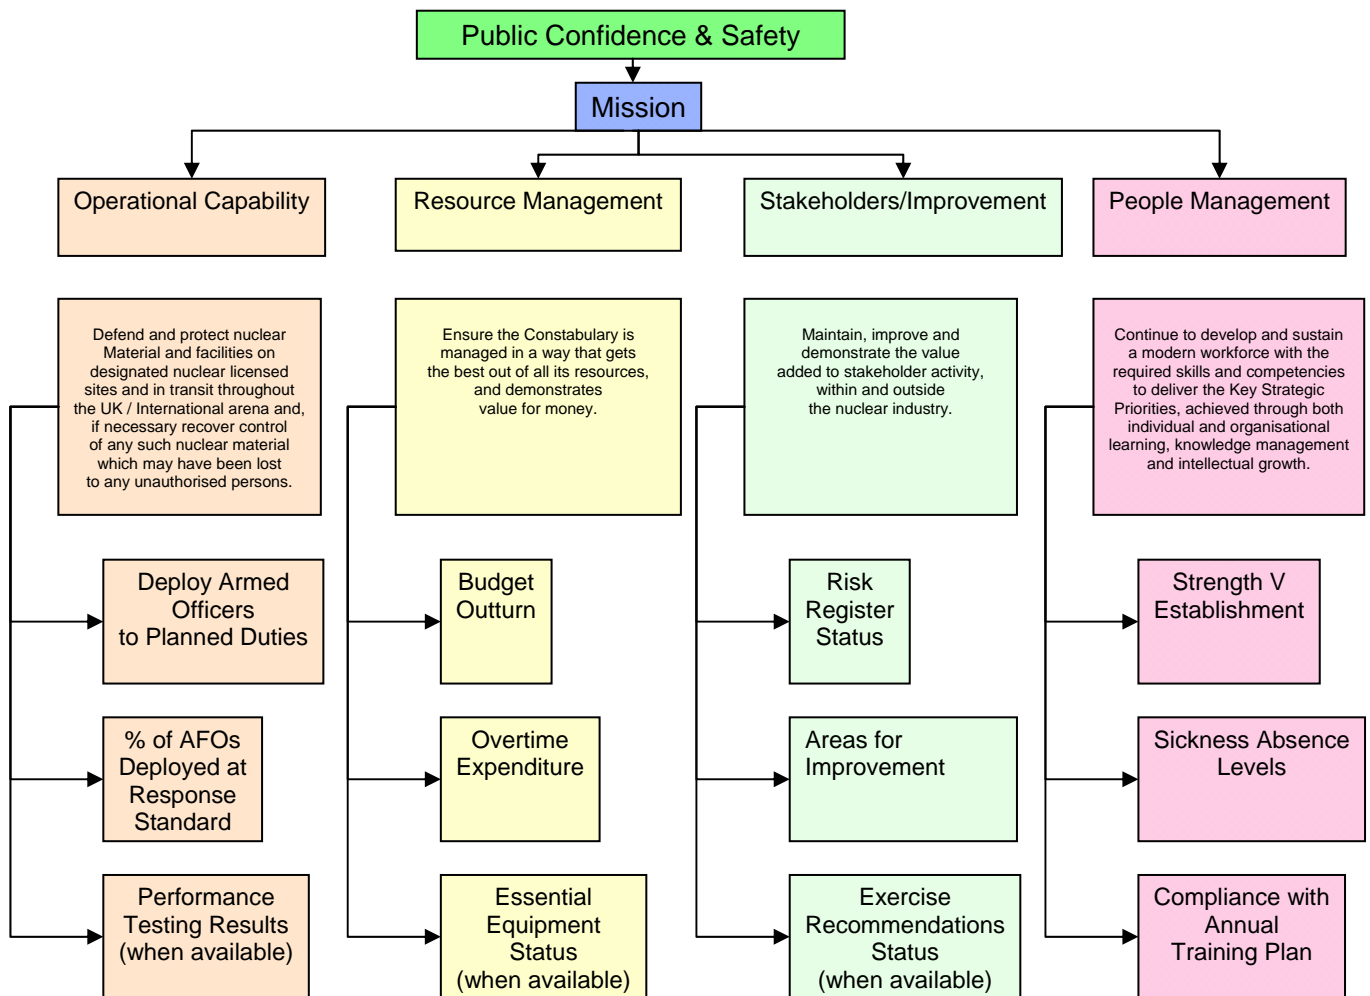 Public Confidence & Safety
Mission
Operational Capability
Resource Management
Stakeholders/Improvement
People Management
Defend and protect nuclear
Material and facilities on
designated nuclear licensed
sites and in transit throughout
the UK / International arena and,
if necessary recover control
of any such nuclear material
which may have been lost
to any unauthorised persons.
Ensure the Constabulary is
managed in a way that gets
the best out of all its resources,
and demonstrates
value for money.
Maintain, improve and
demonstrate the value
added to stakeholder activity,
within and outside
the nuclear industry.
Continue to develop and sustain
a modern workforce with the
required skills and competencies
to deliver the Key Strategic
Priorities, achieved through both
individual and organisational
learning, knowledge management
and intellectual growth.
Deploy Armed
Officers
to Planned Duties
Budget
Outturn
Risk
Register
Status
Strength V
Establishment
% of AFOs
Deployed at
Response
Standard
Overtime
Expenditure
Areas for
Improvement
Sickness Absence
Levels
Performance
Testing Results
(when available)
Essential
Equipment
Status
(when available)
Exercise
Recommendations
Status
(when available)
Compliance with
Annual
Training Plan